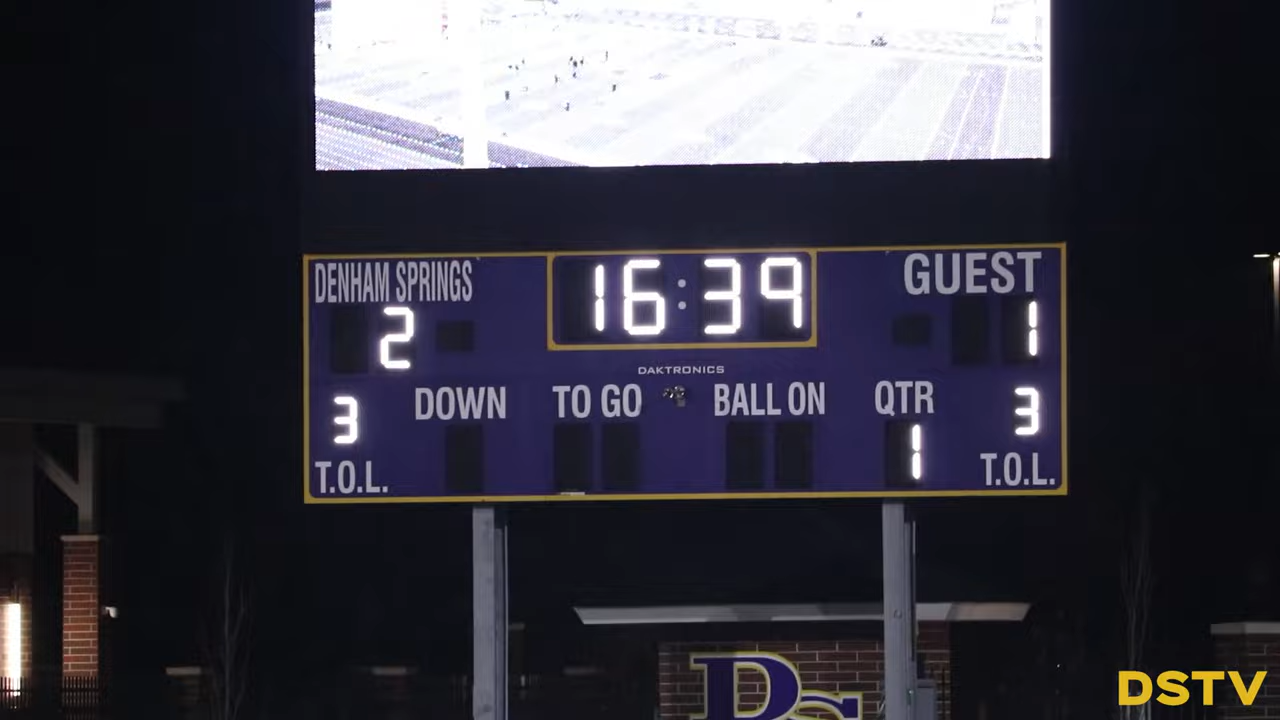 DENHAM SPRINGS
16:39
GUEST
2
1
DAKTRONICS
3
DOWN
TO GO
BALL ON
QTR
3
1
T.O.L.
T.O.L.
DS
DSTV